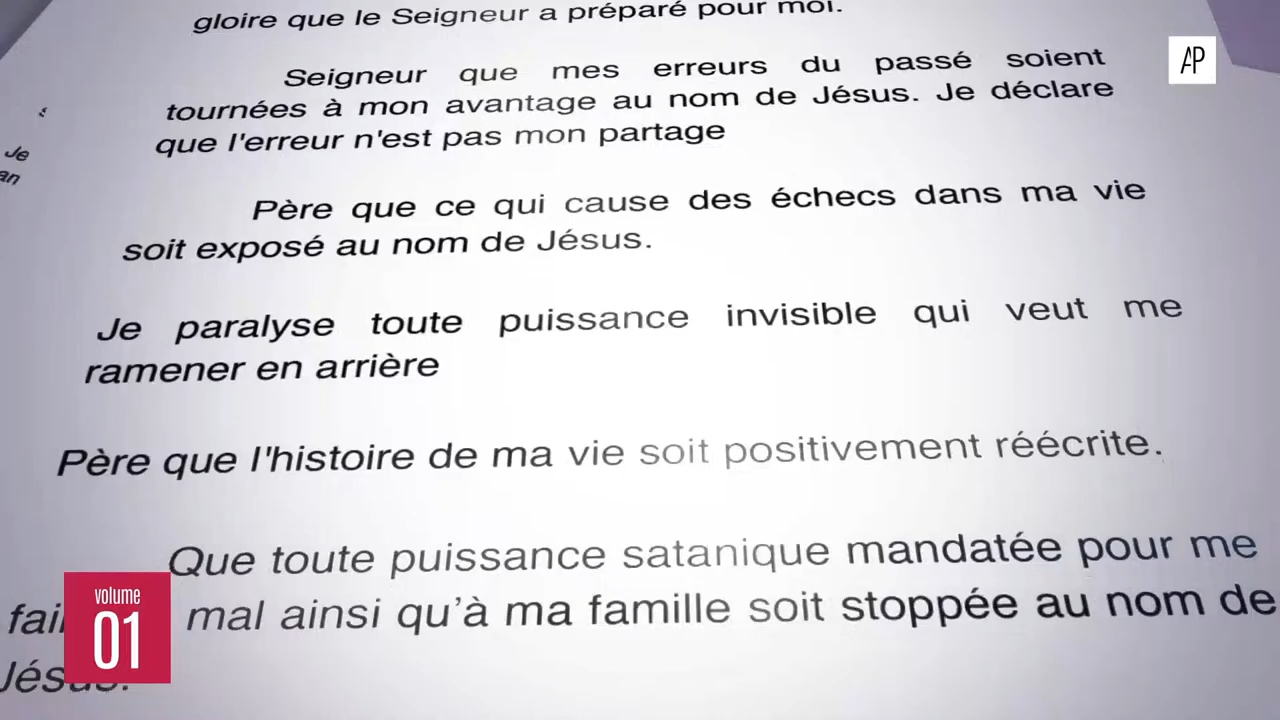 gloire que le Seigneur a préparé pour moi.
Seigneur que mes erreurs du passé soient
tournées à mon avantage au nom de Jésus. Je déclare
que l'erreur n'est pas mon partage
Père que ce qui cause des échecs dans ma vie
soit exposé au nom de Jésus.
Je paralyse toute puissance invisible qui veut me
ramener en arrière
Père que l'histoire de ma vie soit positivement réécrite.
Que toute puissance satanique mandatée pour me
mal ainsi qu’à ma famille soit stoppée au nom de
Jésus.
Je
an
AP
volume
01